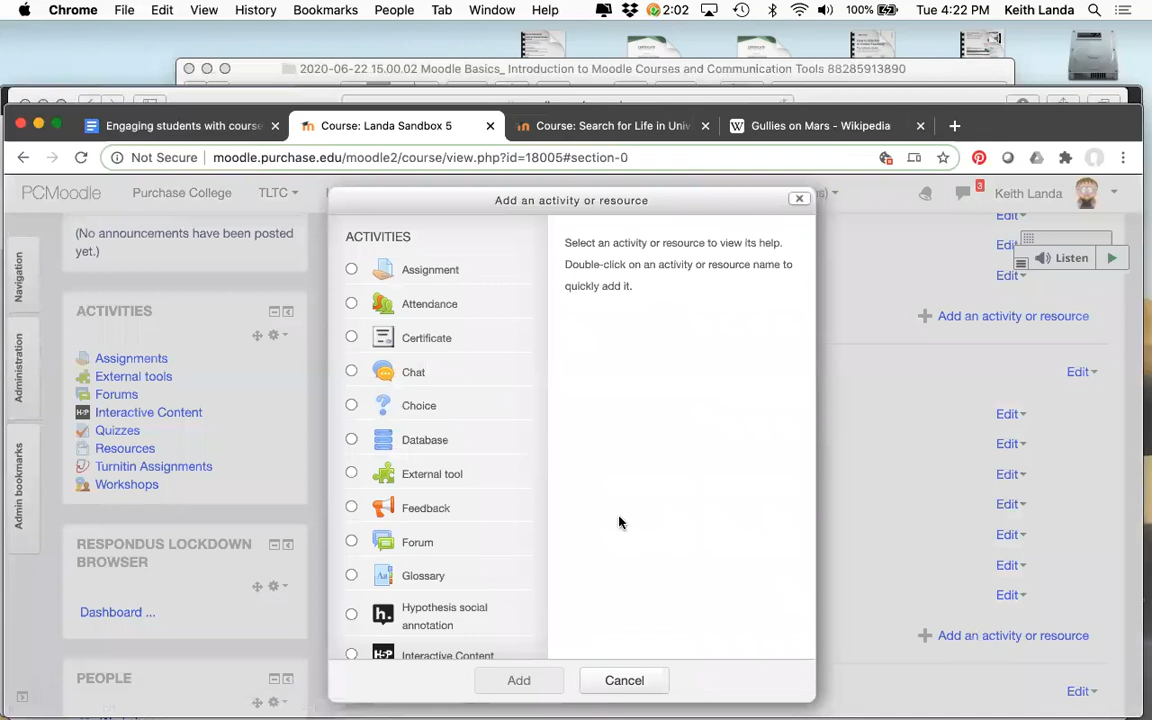 Chrome File Edit View History Bookmarks People Tab Window Help 2:02 100% Tue 4:22 PM Keith Landa
2020-06-22 15.00.02 Moodle Basics_ Introduction to Moodle Courses and Communication Tools 88285913890
Engaging students with course Course: Landa Sandbox 5 Course: Search for Life in Univ Gullies on Mars - Wikipedia
Not Secure moodle.purchase.edu/moodle2/course/view.php?id=18005#section-0
PCMoodle Purchase College TLTC 3 Keith Landa
Add an activity or resource
(No announcements have been posted
yet.)
Navigation
Administration
Admin bookmarks
ACTIVITIES
Assignments
External tools
Forums
H5P Interactive Content
Quizzes
Resources
Turnitin Assignments
Workshops
RESPONDUS LOCKDOWN
BROWSER
Dashboard ...
PEOPLE
ACTIVITIES
Assignment
Attendance
Certificate
Chat
Choice
Database
External tool
Feedback
Forum
Aa Glossary
h. Hypothesis social
annotation
H5P Interactive Content
Select an activity or resource to view its help.
Double-click on an activity or resource name to
quickly add it.
Add Cancel
Edit
Edit
Listen
Edit
Add an activity or resource
Edit
Edit
Edit
Edit
Edit
Edit
Edit
Edit
Add an activity or resource
Edit